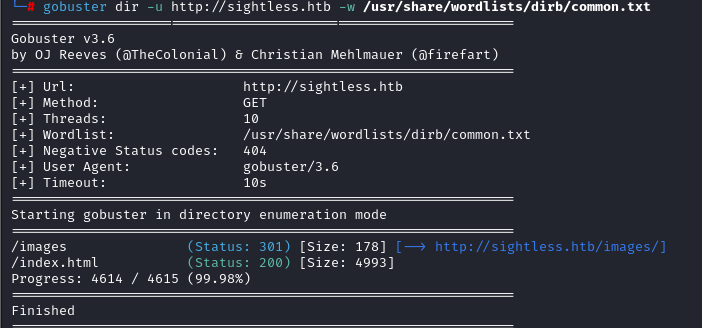 └─# gobuster dir -u http://sightless.htb -w /usr/share/wordlists/dirb/common.txt
===============================================================
Gobuster v3.6
by OJ Reeves (@TheColonial) & Christian Mehlmauer (@firefart)
===============================================================
[+] Url:                     http://sightless.htb
[+] Method:                  GET
[+] Threads:                 10
[+] Wordlist:                /usr/share/wordlists/dirb/common.txt
[+] Negative Status codes:   404
[+] User Agent:              gobuster/3.6
[+] Timeout:                 10s
===============================================================
Starting gobuster in directory enumeration mode
===============================================================
/images               (Status: 301) [Size: 178] [--> http://sightless.htb/images/]
/index.html           (Status: 200) [Size: 4993]
Progress: 4614 / 4615 (99.98%)
===============================================================
Finished
===============================================================